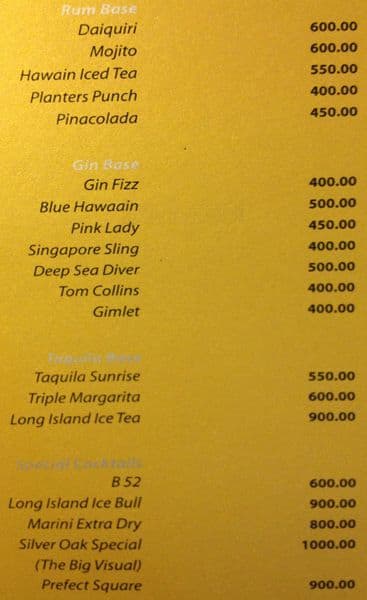 Rum Base
Daiquiri 600.00
Mojito 600.00
Hawain Iced Tea 550.00
Planters Punch 400.00
Pinacolada 450.00
Gin Base
Gin Fizz 400.00
Blue Hawaain 500.00
Pink Lady 450.00
Singapore Sling 400.00
Deep Sea Diver 500.00
Tom Collins 400.00
Gimlet 400.00
Taquila Base
Taquila Sunrise 550.00
Triple Margarita 600.00
Long Island Ice Tea 900.00
Special Cocktails
B 52 600.00
Long Island Ice Bull 900.00
Marini Extra Dry 800.00
Silver Oak Special 1000.00
(The Big Visual)
Prefect Square 900.00